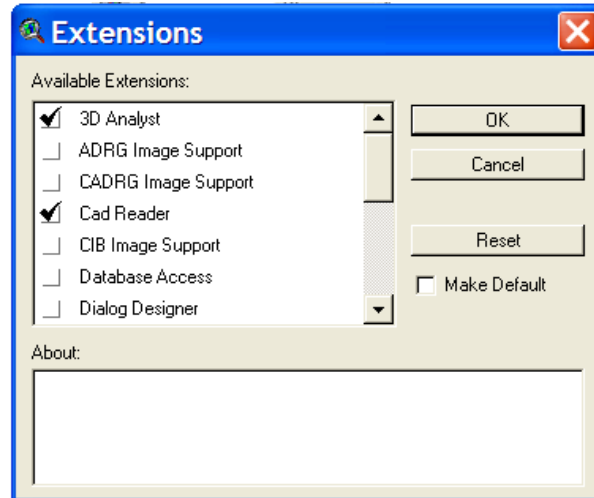 Extensions
Available Extensions:
3D Analyst
ADRG Image Support
CADRG Image Support
Cad Reader
CIB Image Support
Database Access
Dialog Designer
OK
Cancel
Reset
Make Default
About: